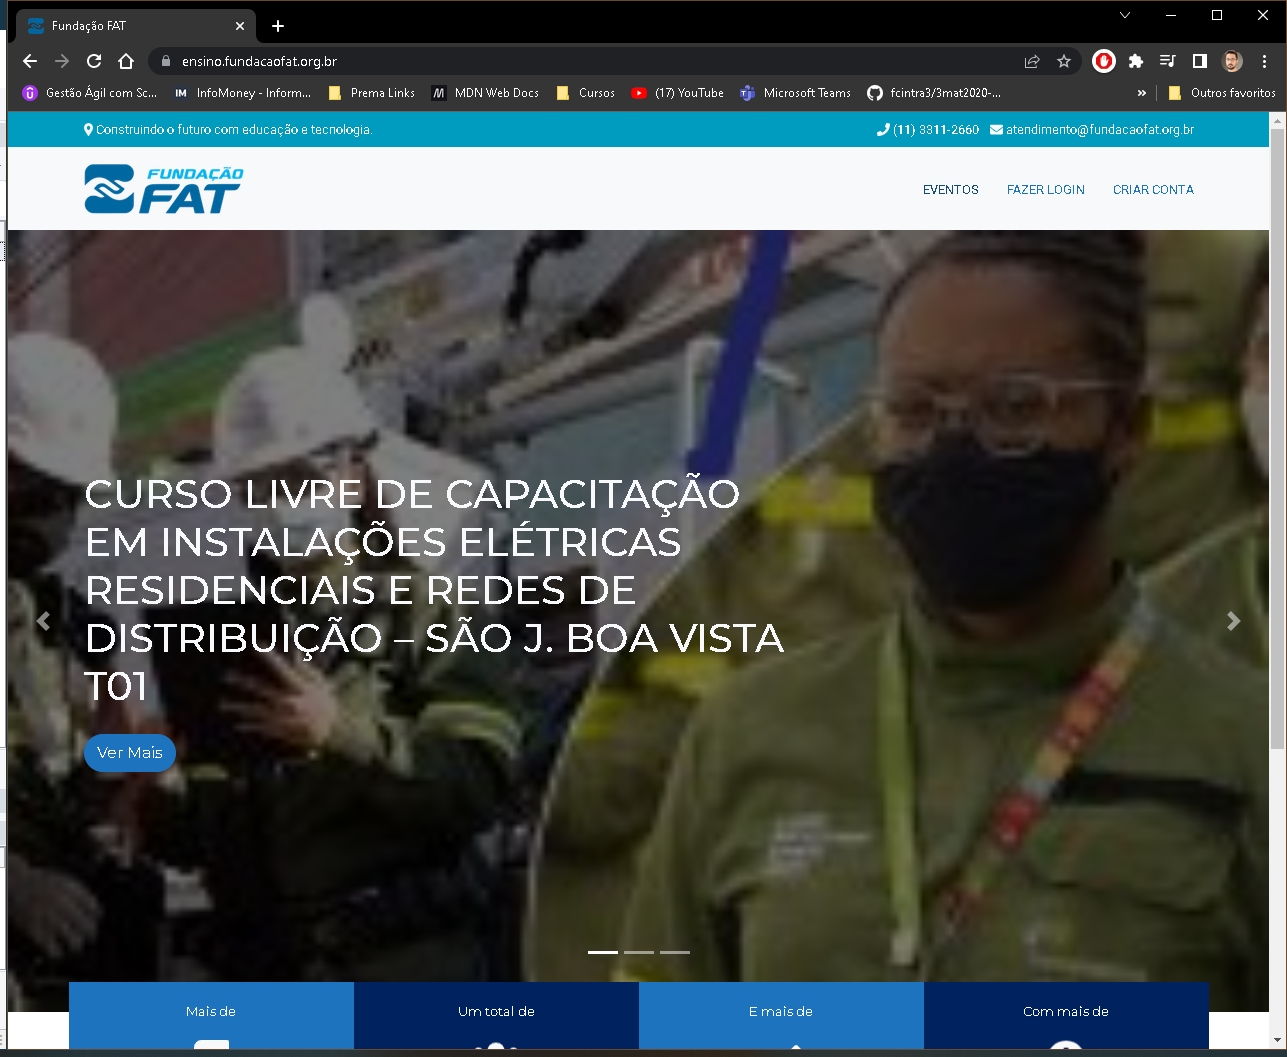 Fundação FAT
ensino.fundacaofat.org.br
Gestão Ágil com Sc...
InfoMoney - Inform...
Prema Links
MDN Web Docs
Cursos
(17) YouTube
Microsoft Teams
fcintra3/3mat2020-...
»
Outros favoritos
Construindo o futuro com educação e tecnologia.
(11) 3311-2660
atendimento@fundacaofat.org.br
FUNDAÇÃO
FAT
EVENTOS
FAZER LOGIN
CRIAR CONTA
CURSO LIVRE DE CAPACITAÇÃO
EM INSTALAÇÕES ELÉTRICAS
RESIDENCIAIS E REDES DE
DISTRIBUIÇÃO – SÃO J. BOA VISTA
T01
Ver Mais
Mais de
Um total de
E mais de
Com mais de